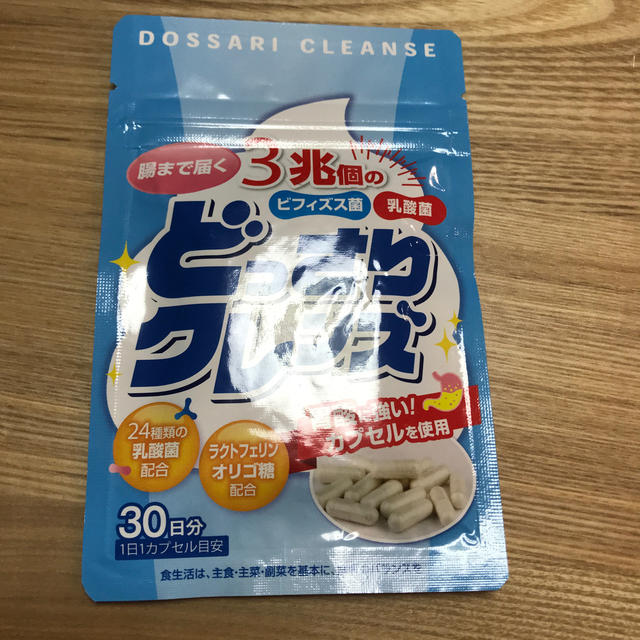 DOSSARI CLEANSE
腸まで届く
3兆個の
ビフィズス菌 乳酸菌
どっさり
クレンズ
強い!
カプセルを使用
24種類の
乳酸菌
配合
ラクトフェリン
オリゴ糖
配合
30日分
1日1カプセル目安
食生活は、主食・主菜・副菜を基本に、